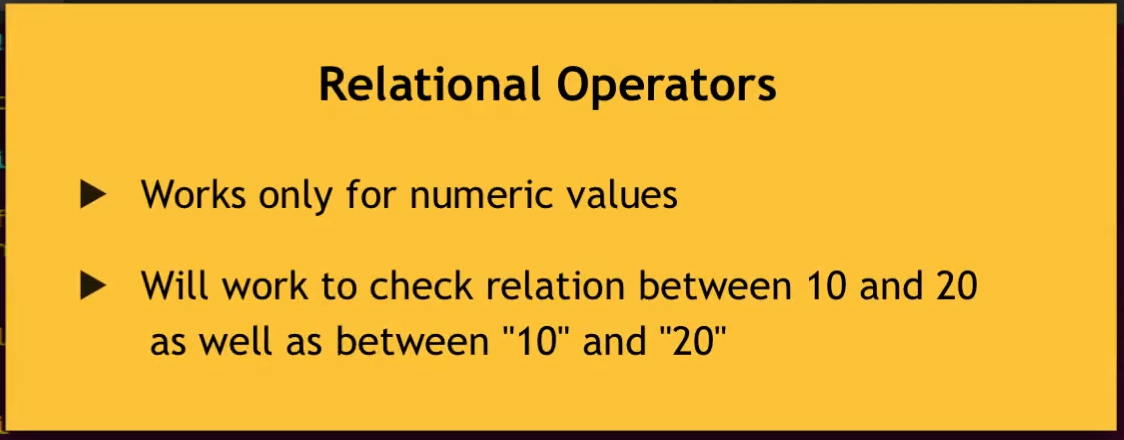 Relational Operators
▶ Works only for numeric values
▶ Will work to check relation between 10 and 20
as well as between "10" and "20"